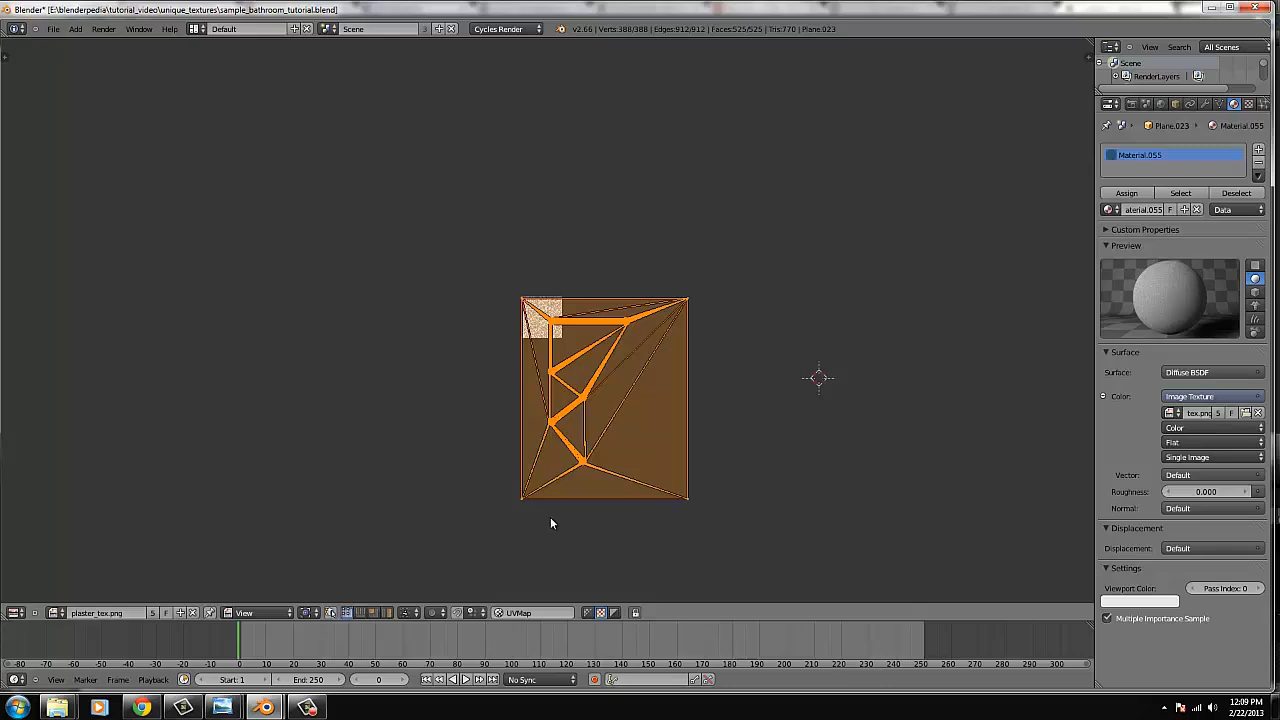 Blender* [E:\blenderpedia\tutorial_video\unique_textures\sample_bathroom_tutorial.blend]
File Add Render Window Help Default Scene 3 Cycles Render v2.66 | Verts:388/388 | Edges:912/912 | Faces:525/525 | Tris:770 | Plane.023
View Search All Scenes
Scene
RenderLayers
Plane.023 Material.055
Material.055
Assign Select Deselect
aterial.055 F Data
Custom Properties
Preview
Surface
Surface: Diffuse BSDF
Color: Image Texture
tex.png 5 F
Color
Flat
Single Image
Vector: Default
Roughness: 0.000
Normal: Default
Displacement
Displacement: Default
Settings
Viewport Color: Pass Index: 0
Multiple Importance Sample
plaster_tex.png 5 F View UVMap
-80 -70 -60 -50 -40 -30 -20 -10 0 10 20 30 40 50 60 70 80 90 100 110 120 130 140 150 160 170 180 190 200 210 220 230 240 250 260 270 280 290 300
View Marker Frame Playback Start: 1 End: 250 0 No Sync
12:09 PM
2/22/2013